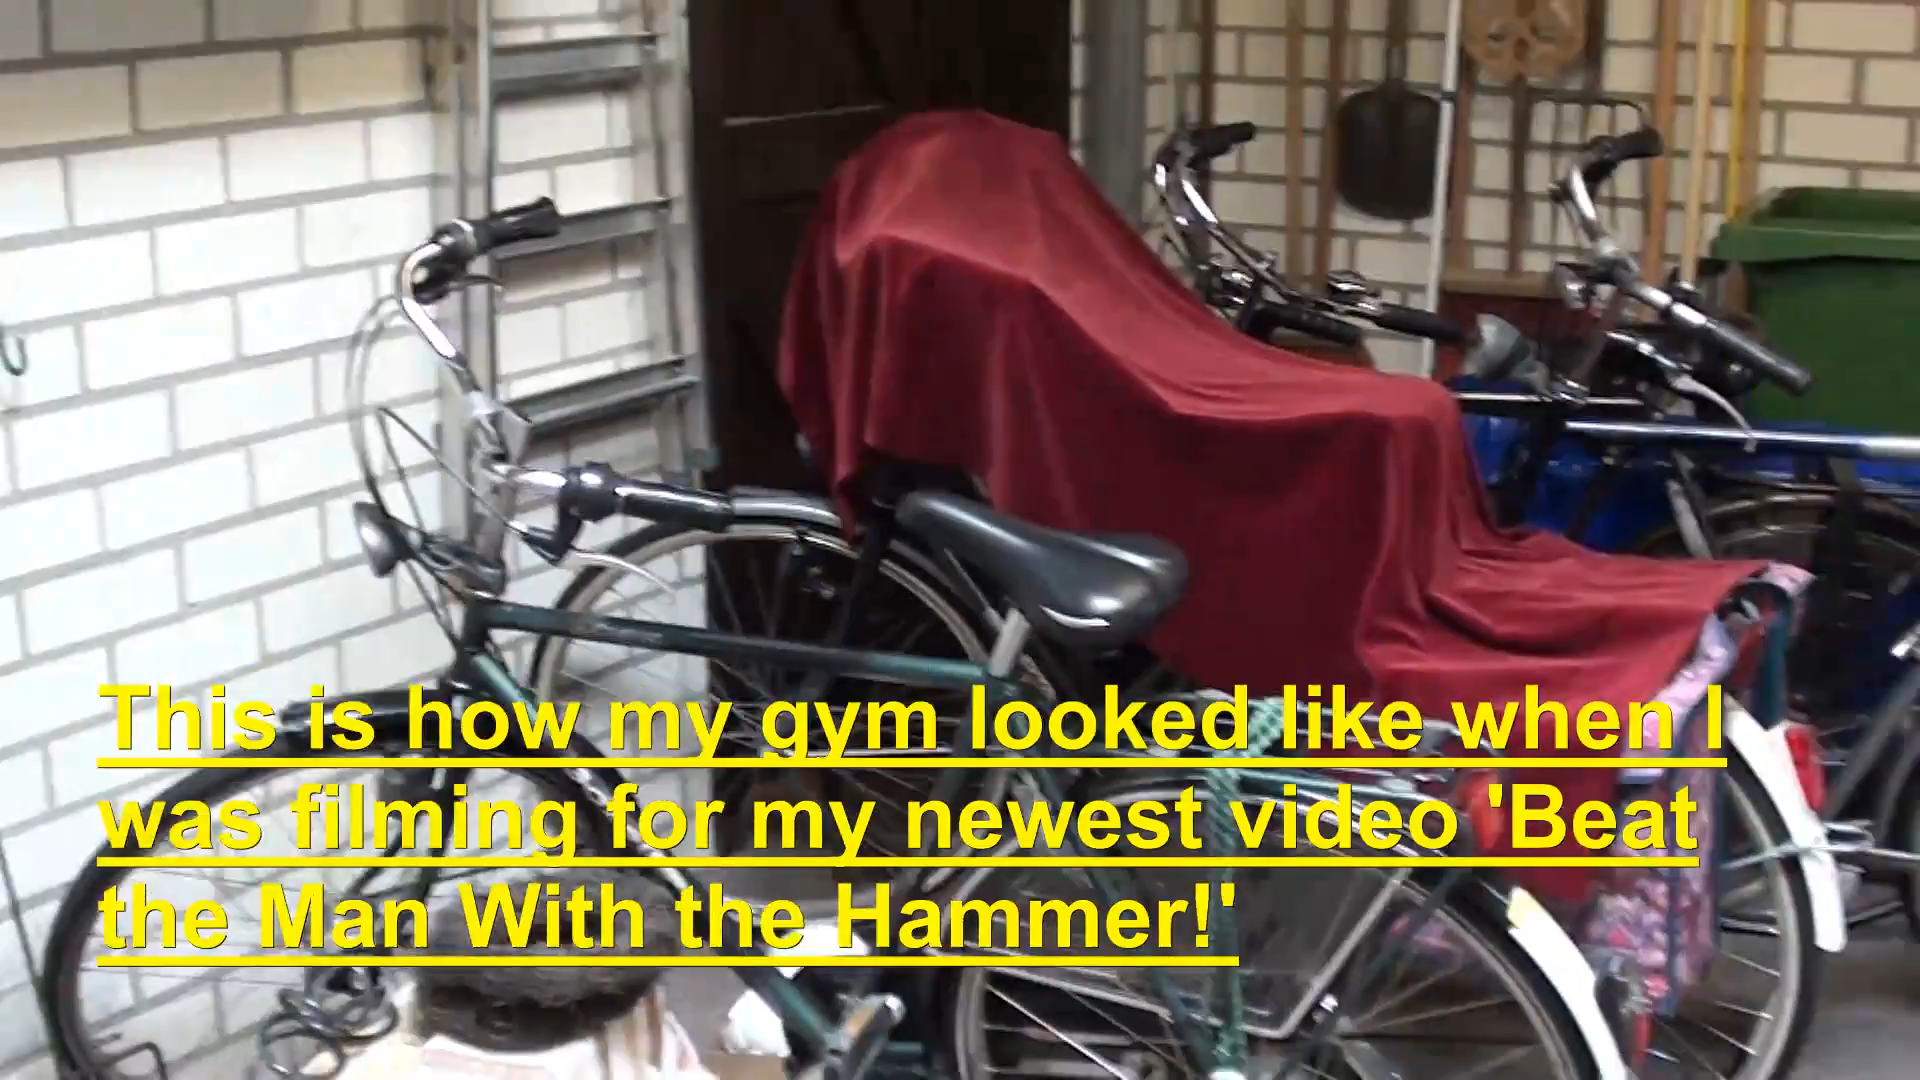 This is how my gym looked like when I
was filming for my newest video 'Beat
the Man With the Hammer!'